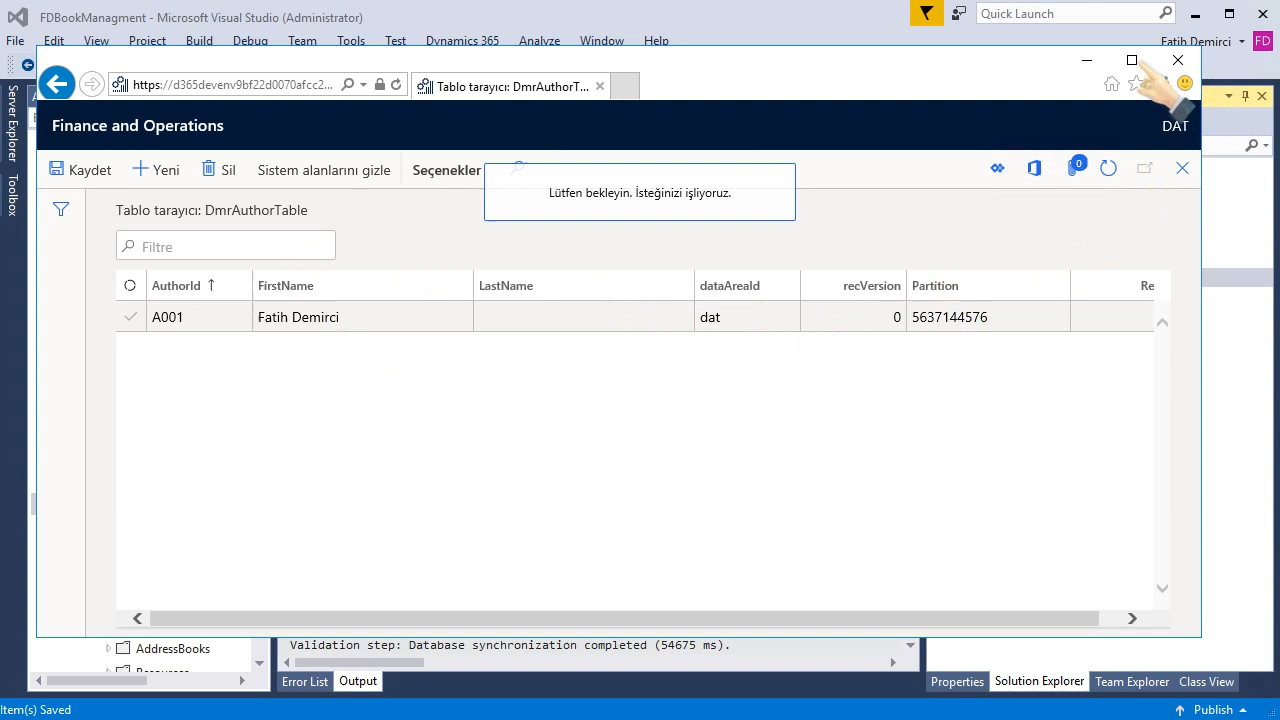 FDBookManagment - Microsoft Visual Studio (Administrator)
Quick Launch
File Edit View Project Build Debug Team Tools Test Dynamics 365 Analyze Window Help
Fatih Demirci FD
https://d365devenv9bf22d0070afcc2...
Tablo tarayıcı: DmrAuthorT...
Finance and Operations
DAT
Kaydet Yeni Sil Sistem alanlarını gizle Seçenekler
0
Lütfen bekleyin. İsteğinizi işliyoruz.
Server Explorer
Toolbox
Tablo tarayıcı: DmrAuthorTable
Filtre
AuthorId FirstName LastName dataAreaId recVersion Partition Re
A001 Fatih Demirci dat 0 5637144576
AddressBooks
Validation step: Database synchronization completed (54675 ms).
Error List Output
Properties Solution Explorer Team Explorer Class View
Item(s) Saved
Publish